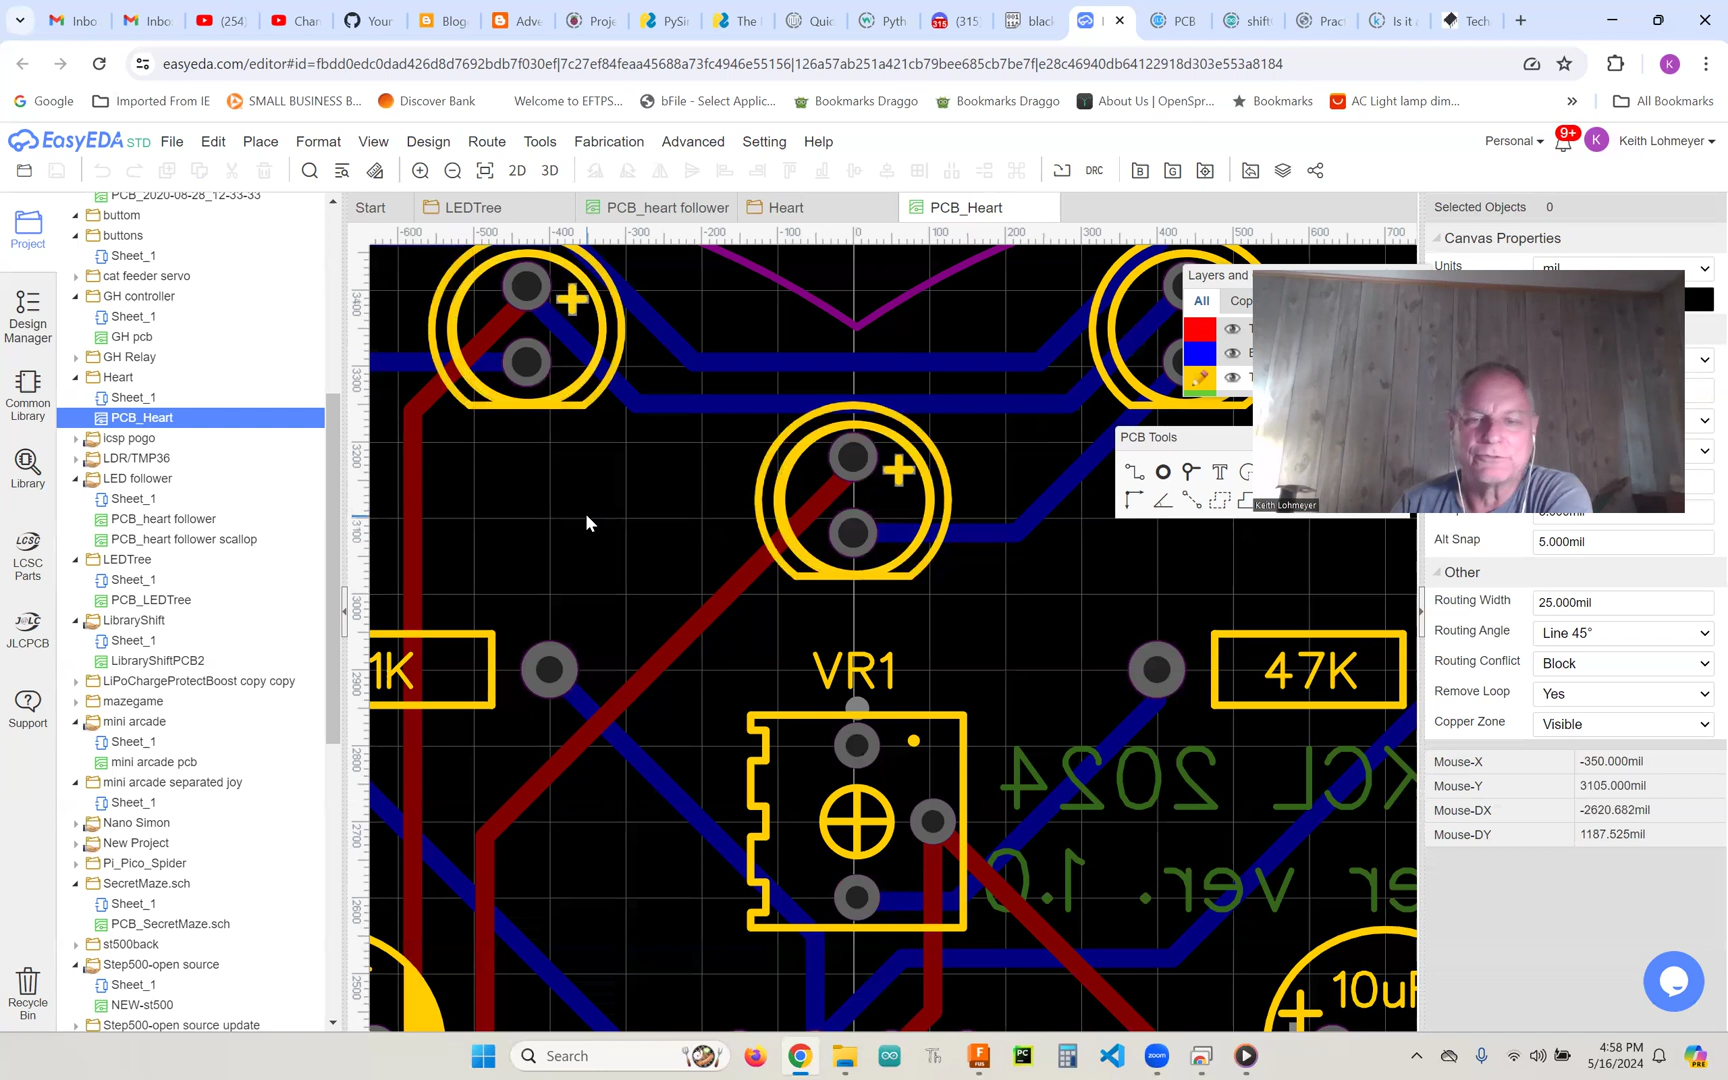 Inbo
Inbo
(254)
Chan
Your
Blog
Adve
Proje
PySi
The l
Quic
Pyth
(315)
blac
PCB
shift
Prac
Is it
Tech
easyeda.com/editor#id=fbdd0edc0dad426d8d7692bdb7f030ef|7c27ef84feaa45688a73fc4946e55156|126a57ab251a421cb79bee685cb7be7f|e28c46940db64122918d303e553a8184
K
Google
Imported From IE
SMALL BUSINESS B...
Discover Bank
Welcome to EFTPS...
bFile - Select Applic...
Bookmarks Draggo
Bookmarks Draggo
About Us | OpenSpr...
Bookmarks
AC Light lamp dim...
All Bookmarks
EasyEDA STD
File
Edit
Place
Format
View
Design
Route
Tools
Fabrication
Advanced
Setting
Help
Personal
9+
K
Keith Lohmeyer
2D
3D
DRC
B
G
Project
Design Manager
Common Library
Library
LCSC Parts
JLCPCB
Support
Recycle Bin
PCB_2020-08-28_12-33-33
buttom
buttons
Sheet_1
cat feeder servo
GH controller
Sheet_1
GH pcb
GH Relay
Heart
Sheet_1
PCB_Heart
icsp pogo
LDR/TMP36
LED follower
Sheet_1
PCB_heart follower
PCB_heart follower scallop
LEDTree
Sheet_1
PCB_LEDTree
LibraryShift
Sheet_1
LibraryShiftPCB2
LiPoChargeProtectBoost copy copy
mazegame
mini arcade
Sheet_1
mini arcade pcb
mini arcade separated joy
Sheet_1
Nano Simon
New Project
Pi_Pico_Spider
SecretMaze.sch
Sheet_1
PCB_SecretMaze.sch
st500back
Step500-open source
Sheet_1
NEW-st500
Step500-open source update
Start
LEDTree
PCB_heart follower
Heart
PCB_Heart
-600
-500
-400
-300
-200
-100
0
100
200
300
400
500
600
700
3400
3300
3200
3100
3000
2900
2800
2700
2600
2500
+
+
1K
VR1
47K
KCL 2024
er ver. 1.0
10uF
+
Layers and
All
Cop
T
B
T
PCB Tools
Keith Lohmeyer
Selected Objects 0
Canvas Properties
Units mil
Alt Snap 5.000mil
Other
Routing Width 25.000mil
Routing Angle Line 45°
Routing Conflict Block
Remove Loop Yes
Copper Zone Visible
Mouse-X -350.000mil
Mouse-Y 3105.000mil
Mouse-DX -2620.682mil
Mouse-DY 1187.525mil
Search
4:58 PM
5/16/2024